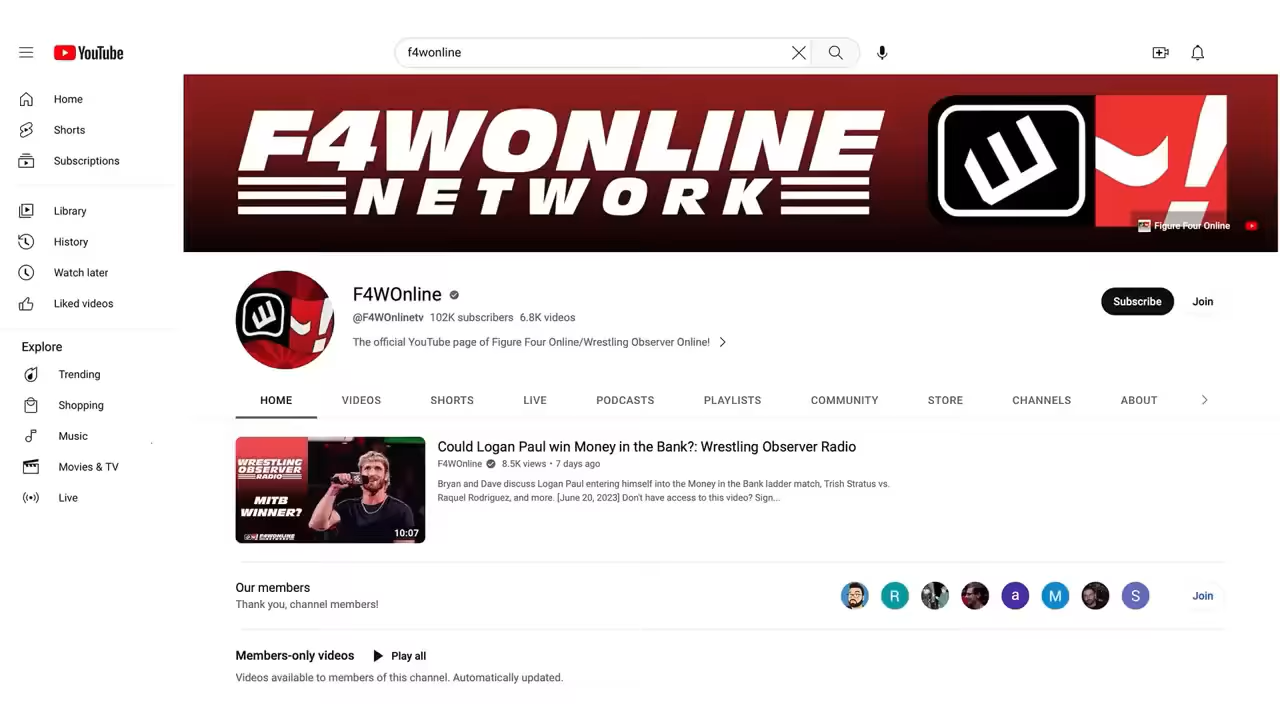 YouTube
f4wonline
Home
Shorts
Subscriptions
Library
History
Watch later
Liked videos
Explore
Trending
Shopping
Music
Movies & TV
Live
F4WONLINE
NETWORK
Figure Four Online
F4WOnline
@F4WOnlinetv 102K subscribers 6.8K videos
The official YouTube page of Figure Four Online/Wrestling Observer Online!
Subscribe
Join
HOME VIDEOS SHORTS LIVE PODCASTS PLAYLISTS COMMUNITY STORE CHANNELS ABOUT
WRESTLING
OBSERVER
RADIO
MITB
WINNER?
F4WONLINE
10:07
Could Logan Paul win Money in the Bank?: Wrestling Observer Radio
F4WOnline 8.5K views • 7 days ago
Bryan and Dave discuss Logan Paul entering himself into the Money in the Bank ladder match, Trish Stratus vs.
Raquel Rodriguez, and more. [June 20, 2023] Don't have access to this video? Sign...
Our members
Thank you, channel members!
R a M S
Join
Members-only videos Play all
Videos available to members of this channel. Automatically updated.